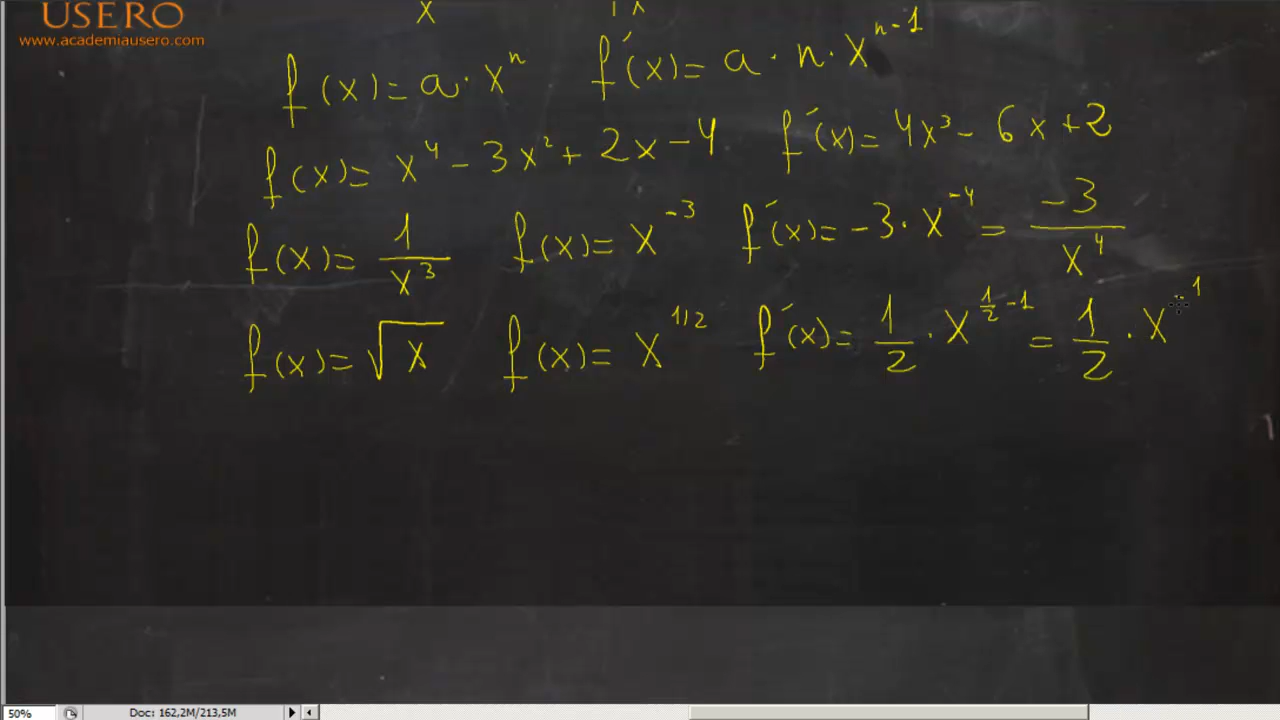 USERO
www.academiausero.com
f(x)= a·x^n    f´(x)= a·n·x^(n-1)
f(x)= x^4 - 3x^2 + 2x - 4    f´(x)= 4x^3 - 6x + 2
f(x)= 1/x^3    f(x)= x^-3    f´(x)= -3·x^-4 = -3/x^4
f(x)= √x    f(x)= x^1/2    f´(x)= 1/2·x^(1/2-1) = 1/2·x^-1
50%    Doc: 162,2M/213,5M